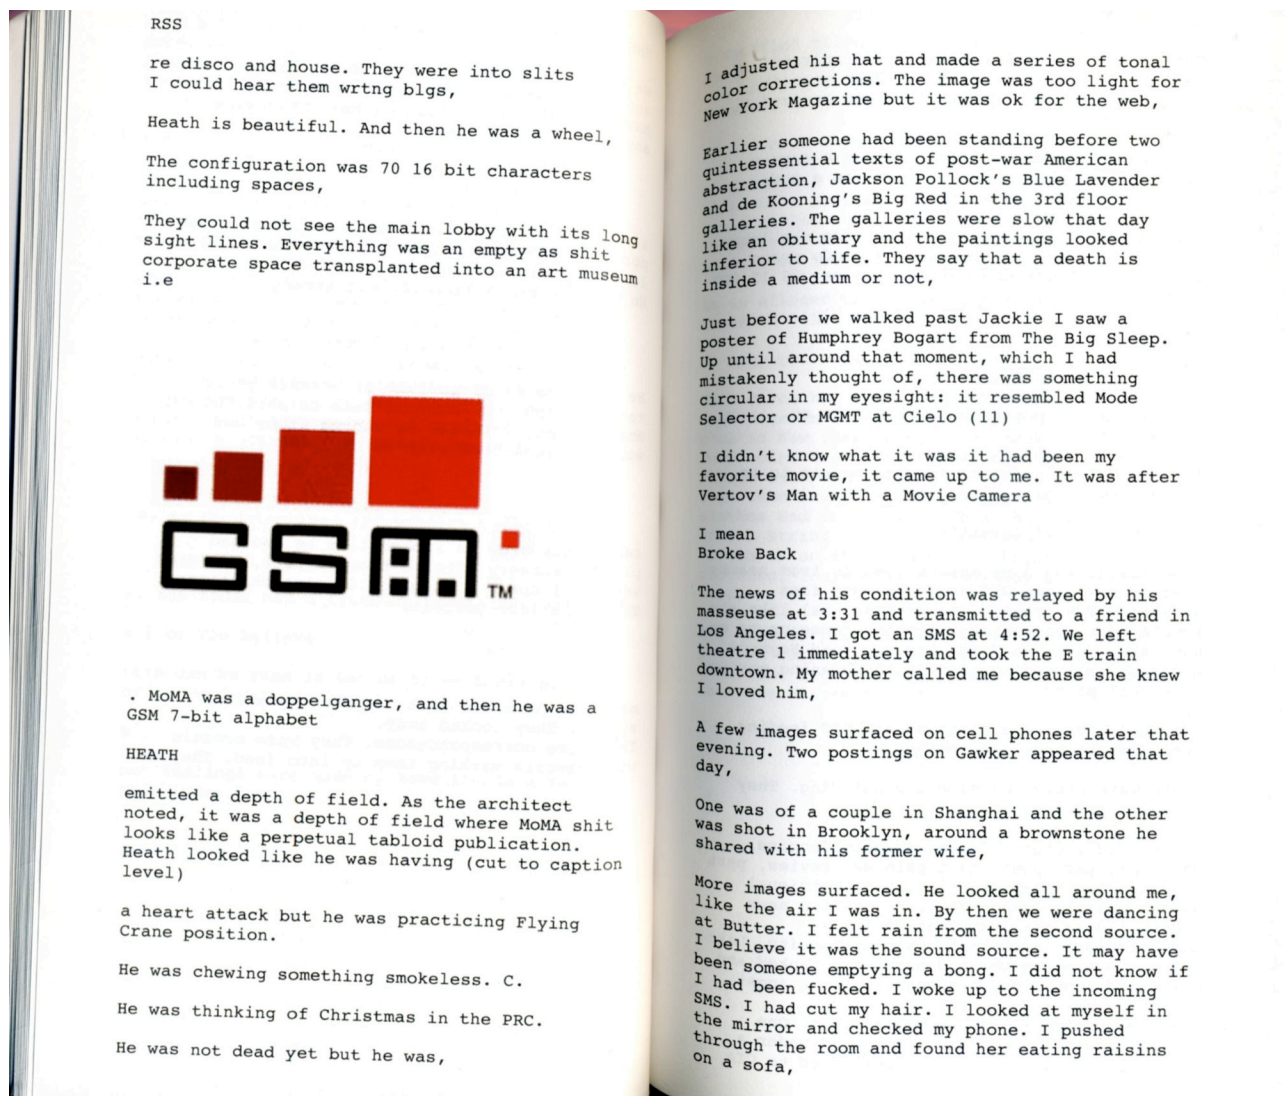 RSS
re disco and house. They were into slits
I could hear them wrtng blgs,
Heath is beautiful. And then he was a wheel,
The configuration was 70 16 bit characters
including spaces,
They could not see the main lobby with its long
sight lines. Everything was an empty as shit
corporate space transplanted into an art museum
i.e
GSM TM
. MoMA was a doppelganger, and then he was a
GSM 7-bit alphabet
HEATH
emitted a depth of field. As the architect
noted, it was a depth of field where MoMA shit
looks like a perpetual tabloid publication.
Heath looked like he was having (cut to caption
level)
a heart attack but he was practicing Flying
Crane position.
He was chewing something smokeless. C.
He was thinking of Christmas in the PRC.
He was not dead yet but he was,
I adjusted his hat and made a series of tonal
color corrections. The image was too light for
New York Magazine but it was ok for the web,
Earlier someone had been standing before two
quintessential texts of post-war American
abstraction, Jackson Pollock's Blue Lavender
and de Kooning's Big Red in the 3rd floor
galleries. The galleries were slow that day
like an obituary and the paintings looked
inferior to life. They say that a death is
inside a medium or not,
Just before we walked past Jackie I saw a
poster of Humphrey Bogart from The Big Sleep.
Up until around that moment, which I had
mistakenly thought of, there was something
circular in my eyesight: it resembled Mode
Selector or MGMT at Cielo (11)
I didn't know what it was it had been my
favorite movie, it came up to me. It was after
Vertov's Man with a Movie Camera
I mean
Broke Back
The news of his condition was relayed by his
masseuse at 3:31 and transmitted to a friend in
Los Angeles. I got an SMS at 4:52. We left
theatre 1 immediately and took the E train
downtown. My mother called me because she knew
I loved him,
A few images surfaced on cell phones later that
evening. Two postings on Gawker appeared that
day,
One was of a couple in Shanghai and the other
was shot in Brooklyn, around a brownstone he
shared with his former wife,
More images surfaced. He looked all around me,
like the air I was in. By then we were dancing
at Butter. I felt rain from the second source.
I believe it was the sound source. It may have
been someone emptying a bong. I did not know if
I had been fucked. I woke up to the incoming
SMS. I had cut my hair. I looked at myself in
the mirror and checked my phone. I pushed
through the room and found her eating raisins
on a sofa,